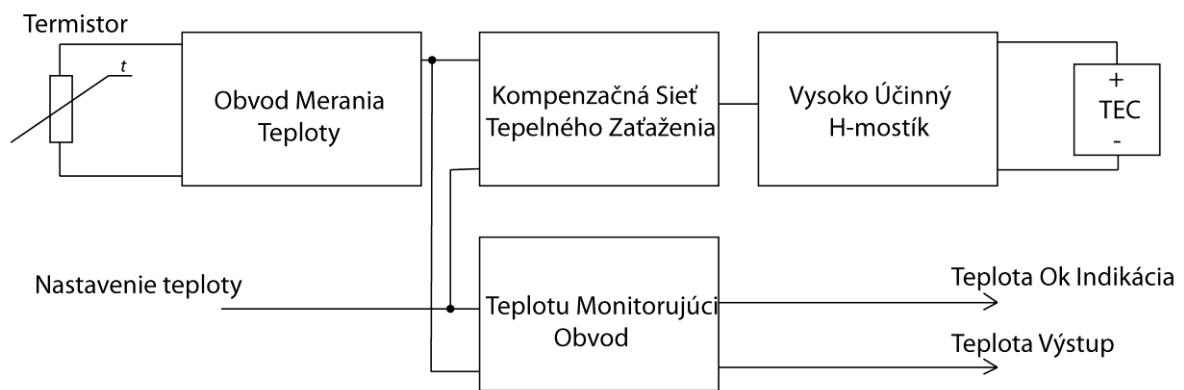 Termistor
t
Obvod Merania
Teploty
Kompenzačná Sieť
Tepelného Zaťaženia
Vysoko Účinný
H-mostík
+
TEC
-
Nastavenie teploty
Teplotu Monitorujúci
Obvod
Teplota Ok Indikácia
Teplota Výstup